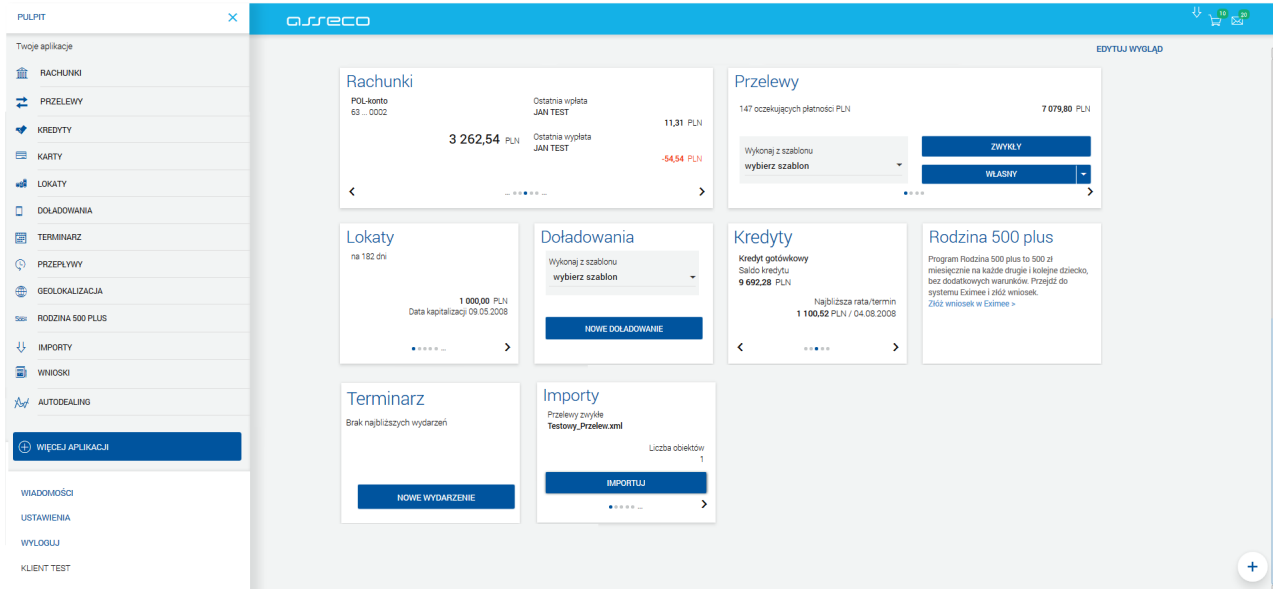 PULPIT
Twoje aplikacje
RACHUNKI
PRZELEWY
KREDYTY
KARTY
LOKATY
DOŁADOWANIA
TERMINARZ
PRZEPŁYWY
GEOLOKALIZACJA
RODZINA 500 PLUS
IMPORTY
WNIOSKI
AUTODEALING
WIĘCEJ APLIKACJI
WIADOMOŚCI
USTAWIENIA
WYLOGUJ
KLIENT TEST
asseco
10
20
EDYTUJ WYGLĄD
Rachunki
POL-konto
63 .. 0002
3 262,54 PLN
Ostatnia wpłata
JAN TEST
11,31 PLN
Ostatnia wypłata
JAN TEST
-54,54 PLN
Przelewy
147 oczekujących płatności PLN
7 079,80 PLN
Wykonaj z szablonu
wybierz szablon
ZWYKŁY
WŁASNY
Lokaty
na 182 dni
1 000,00 PLN
Data kapitalizacji 09.05.2008
Doładowania
Wykonaj z szablonu
wybierz szablon
NOWE DOŁADOWANIE
Kredyty
Kredyt gotówkowy
Saldo kredytu
9 692,28 PLN
Najbliższa rata/termin
1 100,52 PLN / 04.08.2008
Rodzina 500 plus
Program Rodzina 500 plus to 500 zł
miesięcznie na każde drugie i kolejne dziecko,
bez dodatkowych warunków. Przejdź do
systemu Eximee i złóż wniosek.
Złóż wniosek w Eximee >
Terminarz
Brak najbliższych wydarzeń
NOWE WYDARZENIE
Importy
Przelewy zwykłe
Testowy_Przelew.xml
Liczba obiektów
1
IMPORTUJ